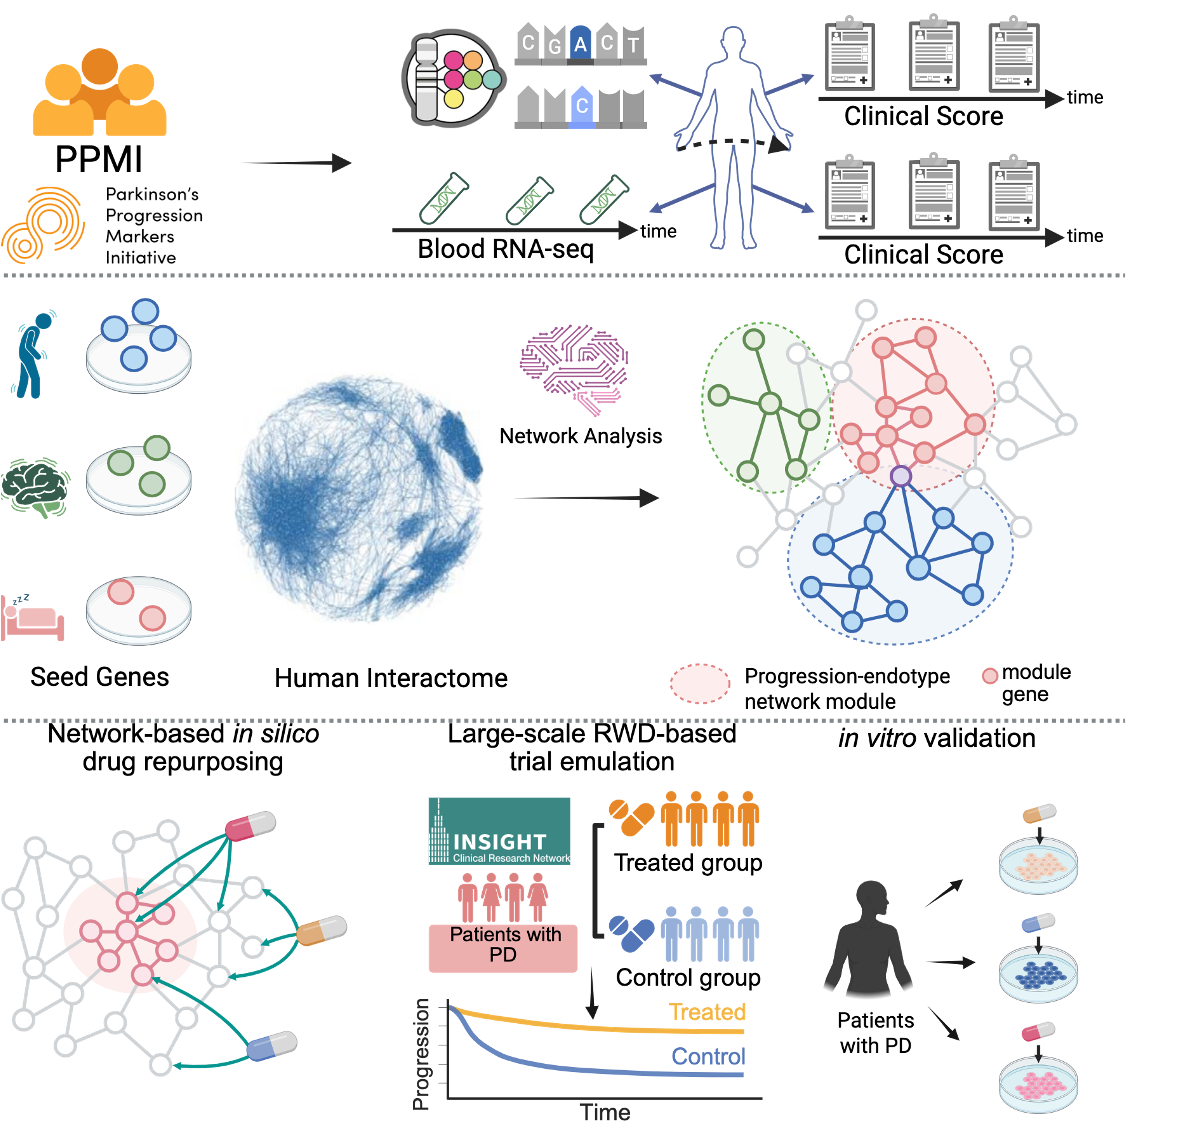 PPMI
Parkinson's
Progression
Markers
Initiative
C G A C T
C
Blood RNA-seq
time
time
Clinical Score
time
Clinical Score
zzZ
Seed Genes
Human Interactome
Network Analysis
Progression-endotype
network module
module
gene
Network-based in silico
drug repurposing
Large-scale RWD-based
trial emulation
INSIGHT
Clinical Research Network
Patients with
PD
Treated group
Control group
Progression
Treated
Control
Time
in vitro validation
Patients
with PD